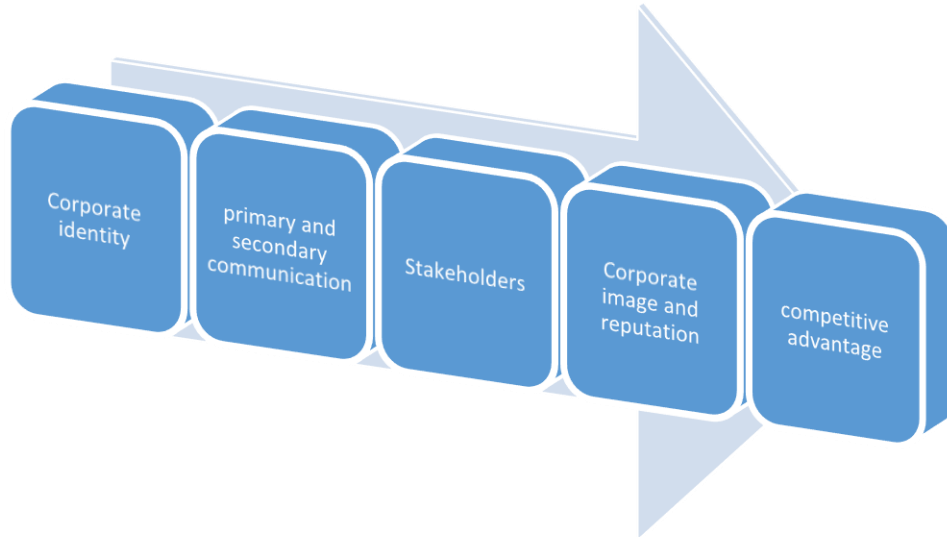 Corporate
identity
primary and
secondary
communication
Stakeholders
Corporate
image and
reputation
competitive
advantage